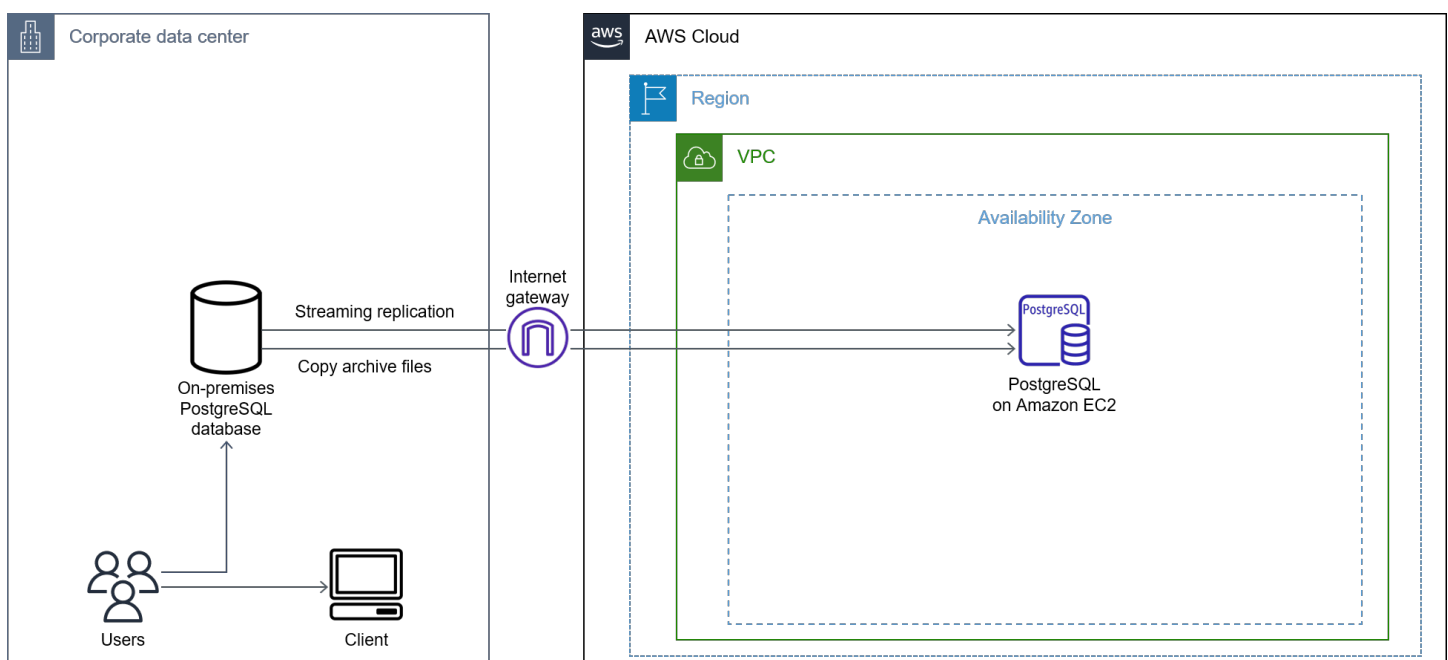 Corporate data center
aws
AWS Cloud
Region
VPC
Availability Zone
Internet
gateway
Streaming replication
Copy archive files
On-premises
PostgreSQL
database
PostgreSQL
PostgreSQL
on Amazon EC2
Users
Client